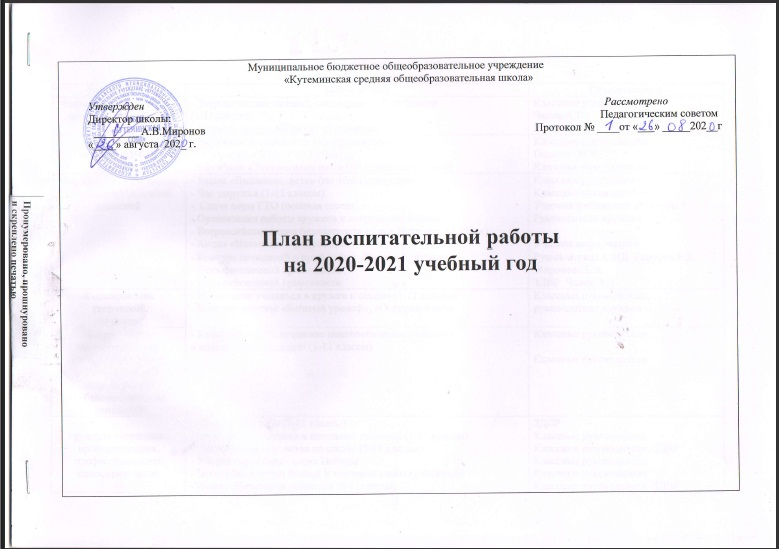 Муниципальное бюджетное общеобразовательное учреждение
«Кутеминская средняя общеобразовательная школа»
Утвержден
Директор школы:
А.В.Миронов
«26» августа 2020 г.
Рассмотрено
Педагогическим советом
Протокол № 1 от «26» 08 2020 г
План воспитательной работы
на 2020-2021 учебный год
Пронумеровано, прошнуровано
и скреплено печатью